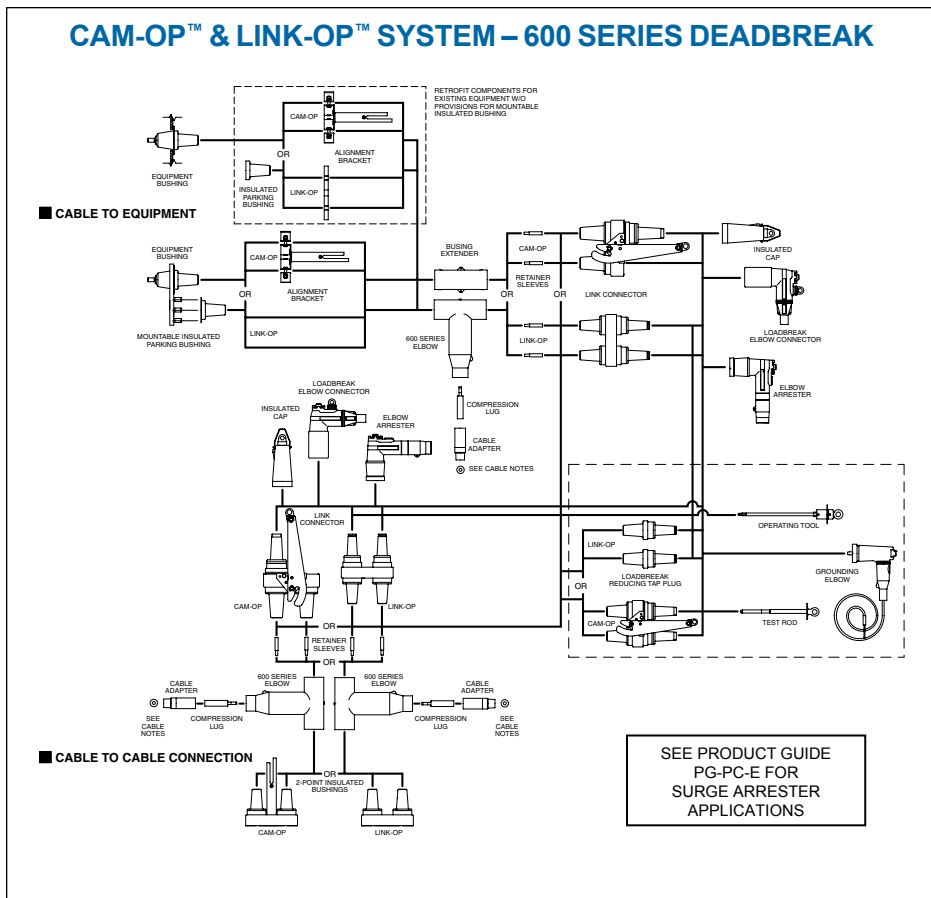 CAM-OP™ & LINK-OP™ SYSTEM – 600 SERIES DEADBREAK
RETROFIT COMPONENTS FOR
EXISTING EQUIPMENT W/O
PROVISIONS FOR MOUNTABLE
INSULATED BUSHING
CAM-OP
OR
ALIGNMENT
BRACKET
EQUIPMENT
BUSHING
INSULATED
PARKING
BUSHING
LINK-OP
■ CABLE TO EQUIPMENT
EQUIPMENT
BUSHING
CAM-OP
OR
ALIGNMENT
BRACKET
MOUNTABLE INSULATED
PARKING BUSHING
LINK-OP
BUSING
EXTENDER
600 SERIES
ELBOW
COMPRESSION
LUG
CABLE
ADAPTER
SEE CABLE NOTES
CAM-OP
RETAINER
SLEEVES
OR
OR
LINK CONNECTOR
LINK-OP
INSULATED
CAP
LOADBREAK
ELBOW CONNECTOR
ELBOW
ARRESTER
LOADBREAK
ELBOW CONNECTOR
INSULATED
CAP
ELBOW
ARRESTER
LINK
CONNECTOR
CAM-OP
LINK-OP
OR
RETAINER
SLEEVES
OR
OPERATING TOOL
LINK-OP
LOADBREEAK
REDUCING TAP PLUG
OR
GROUNDING
ELBOW
CAM-OP
TEST ROD
CABLE
ADAPTER
600 SERIES
ELBOW
600 SERIES
ELBOW
CABLE
ADAPTER
SEE
CABLE
NOTES
COMPRESSION
LUG
COMPRESSION
LUG
SEE
CABLE
NOTES
■ CABLE TO CABLE CONNECTION
OR
2-POINT INSULATED
BUSHINGS
CAM-OP
LINK-OP
SEE PRODUCT GUIDE
PG-PC-E FOR
SURGE ARRESTER
APPLICATIONS